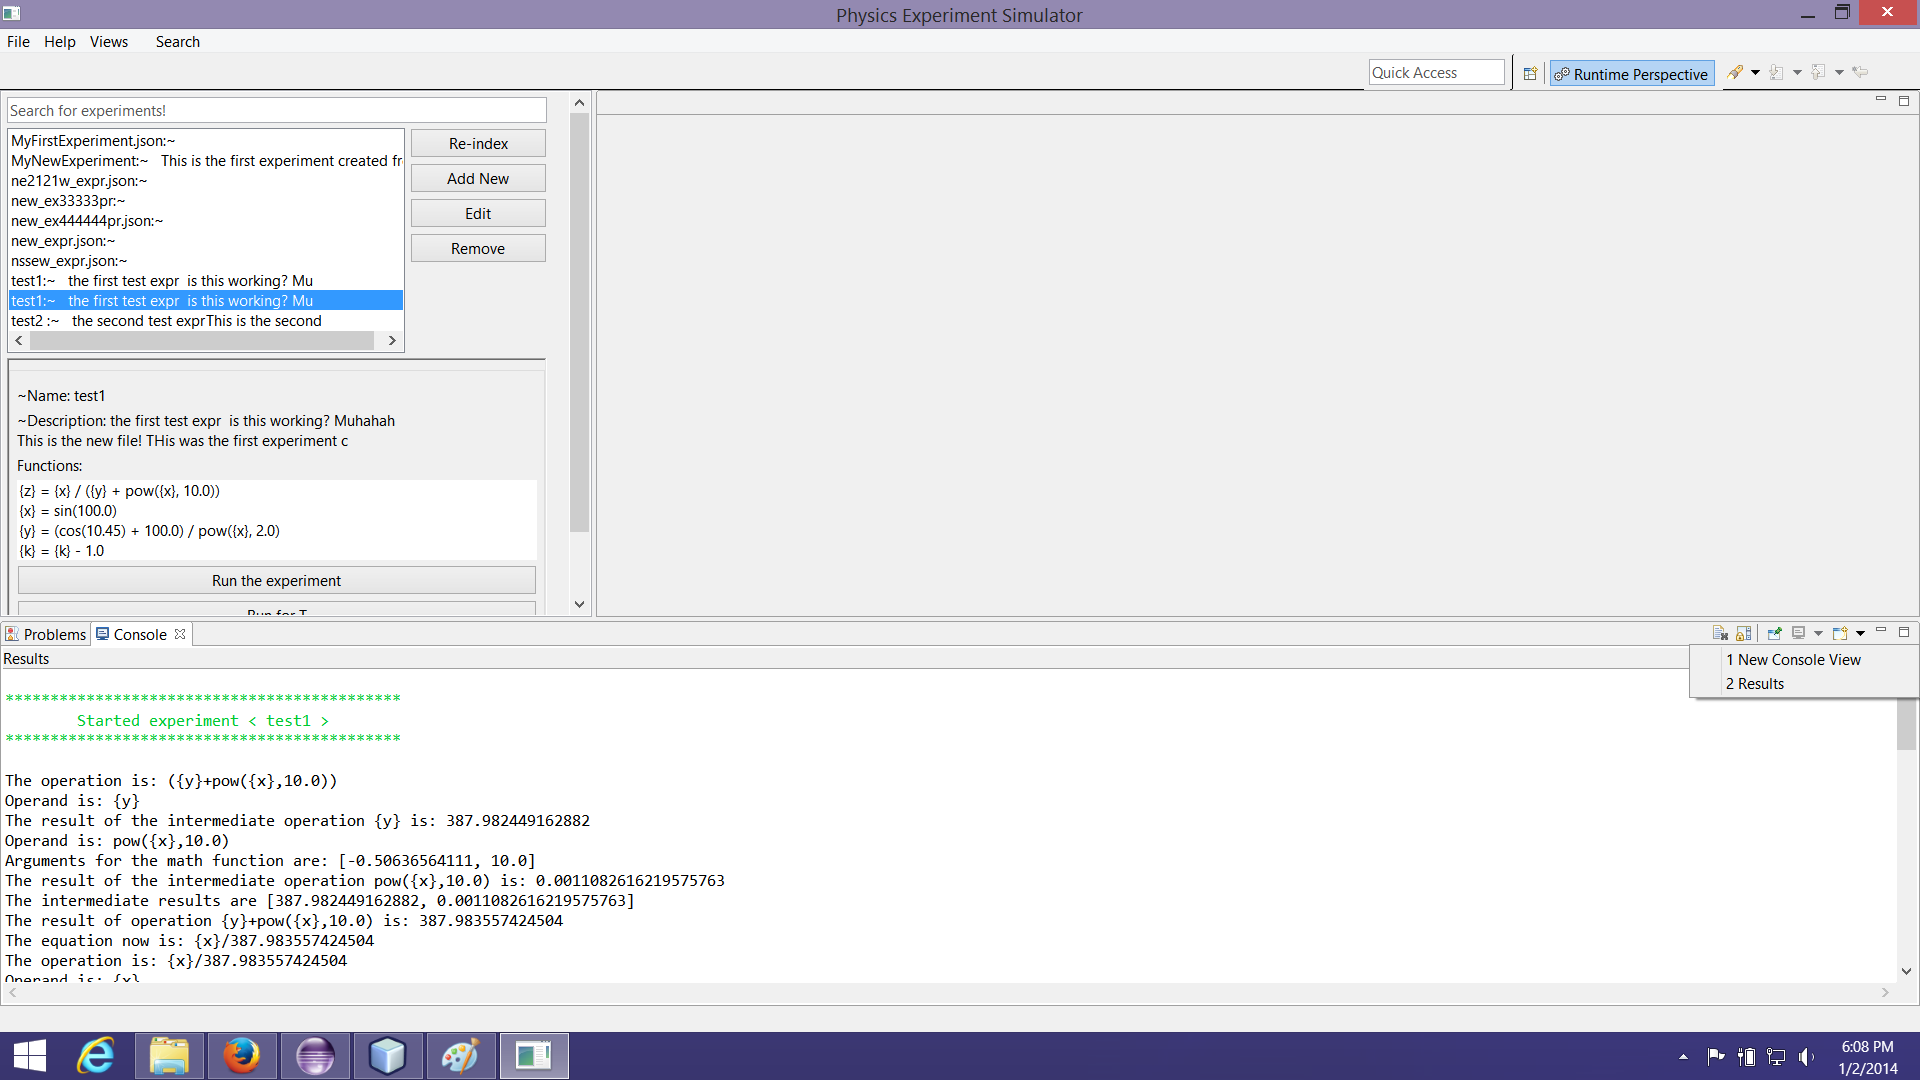 Physics Experiment Simulator
File Help Views Search
Quick Access
Runtime Perspective
Search for experiments!
MyFirstExperiment.json:~
MyNewExperiment:~   This is the first experiment created fr
ne2121w_expr.json:~
new_ex33333pr:~
new_ex444444pr.json:~
new_expr.json:~
nssew_expr.json:~
test1:~   the first test expr  is this working? Mu
test1:~   the first test expr  is this working? Mu
test2 :~   the second test exprThis is the second
Re-index
Add New
Edit
Remove
~Name: test1
~Description: the first test expr  is this working? Muhahah
This is the new file! THis was the first experiment c
Functions:
{z} = {x} / ({y} + pow({x}, 10.0))
{x} = sin(100.0)
{y} = (cos(10.45) + 100.0) / pow({x}, 2.0)
{k} = {k} - 1.0
Run the experiment
Run for T
Problems Console
1 New Console View
2 Results
Results
********************************************
Started experiment < test1 >
********************************************
The operation is: ({y}+pow({x},10.0))
Operand is: {y}
The result of the intermediate operation {y} is: 387.982449162882
Operand is: pow({x},10.0)
Arguments for the math function are: [-0.50636564111, 10.0]
The result of the intermediate operation pow({x},10.0) is: 0.0011082616219575763
The intermediate results are [387.982449162882, 0.0011082616219575763]
The result of operation {y}+pow({x},10.0) is: 387.983557424504
The equation now is: {x}/387.983557424504
The operation is: {x}/387.983557424504
Operand is: {x}
6:08 PM
1/2/2014